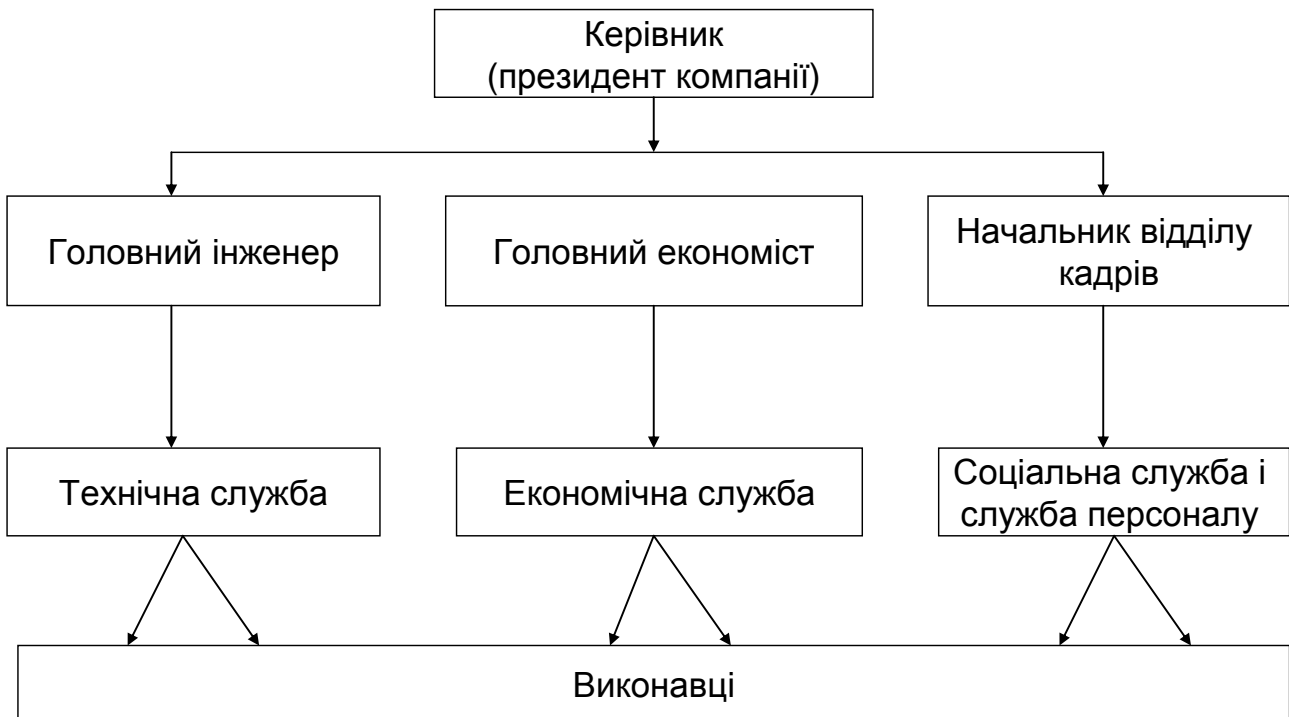 Керівник
(президент компанії)
Головний інженер
Головний економіст
Начальник відділу
кадрів
Технічна служба
Економічна служба
Соціальна служба і
служба персоналу
Виконавці